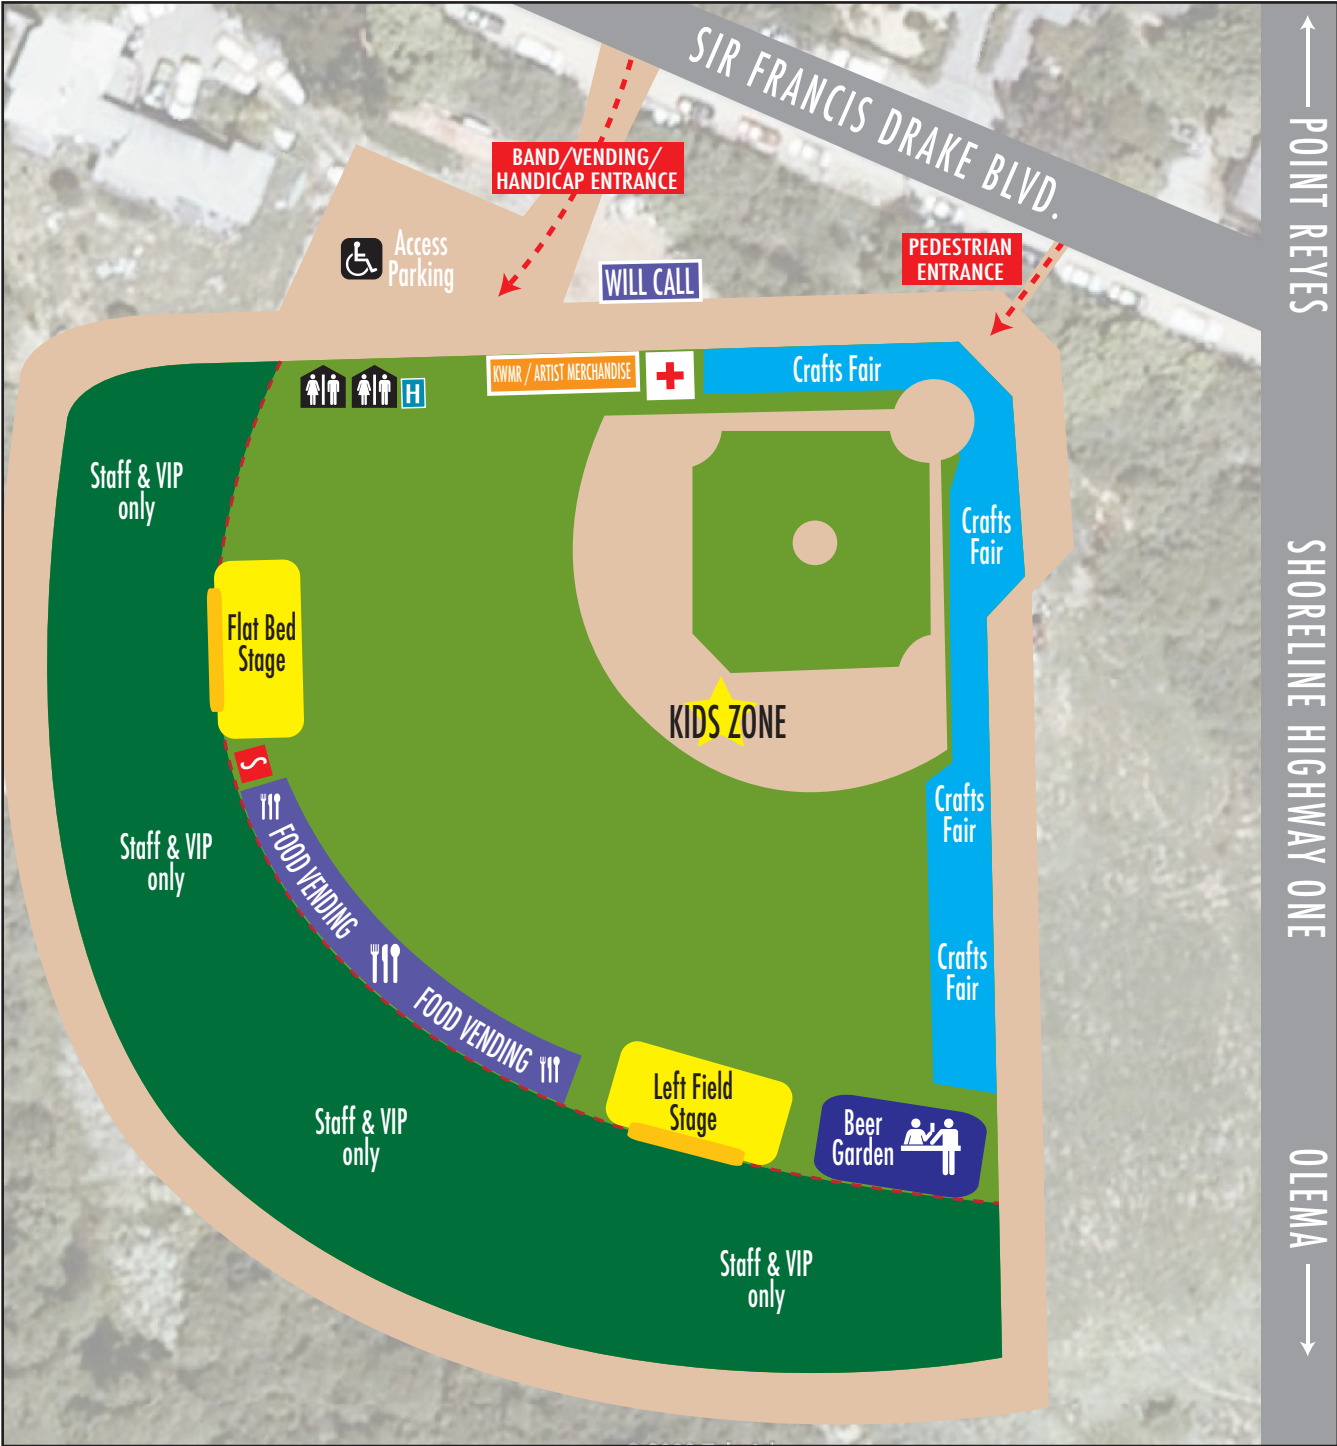 SIR FRANCIS DRAKE BLVD.
POINT REYES
BAND/VENDING/
HANDICAP ENTRANCE
PEDESTRIAN
ENTRANCE
Access
Parking
WILL CALL
KWMR / ARTIST MERCHANDISE
Crafts Fair
H
Staff & VIP
only
Crafts
Fair
SHORELINE HIGHWAY ONE
Flat Bed
Stage
KIDS ZONE
S
FOOD VENDING
Crafts
Fair
Staff & VIP
only
Crafts
Fair
FOOD VENDING
Left Field
Stage
Beer
Garden
Staff & VIP
only
OLEMA
Staff & VIP
only